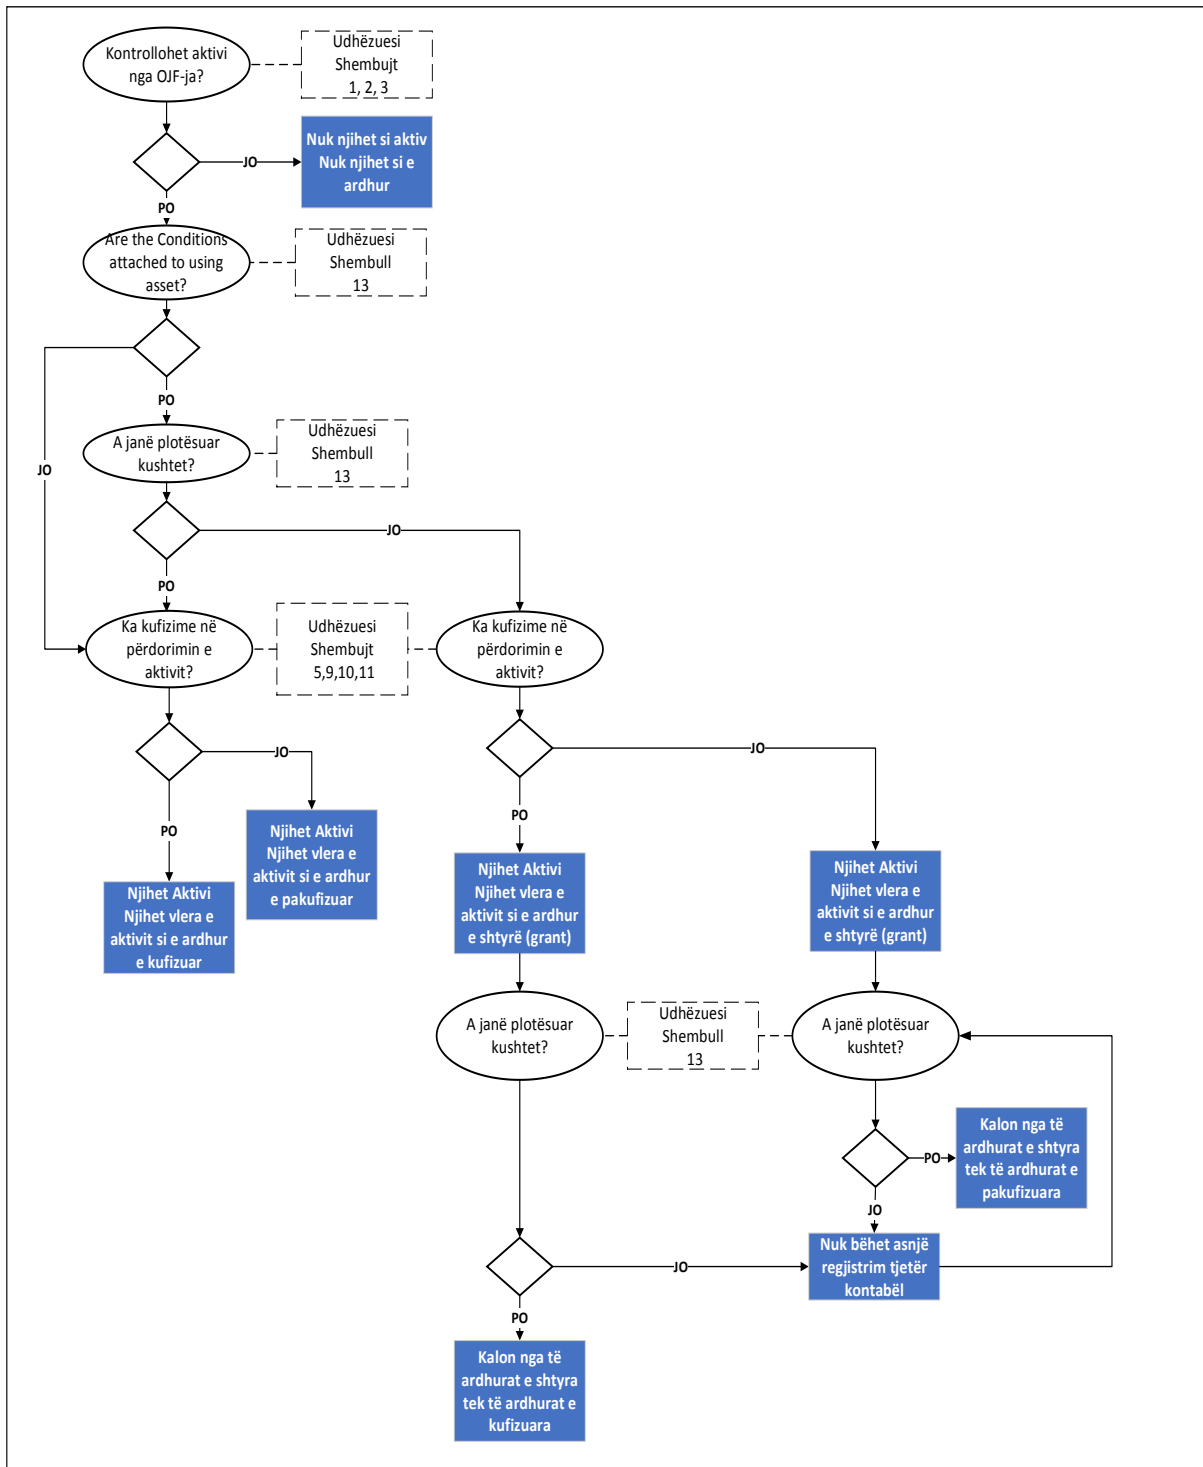 Kontrollohet aktivi
nga OJF-ja?
Udhëzuesi
Shembujt
1, 2, 3
JO
Nuk njihet si aktiv
Nuk njihet si e
ardhur
PO
Are the Conditions
attached to using
asset?
Udhëzuesi
Shembull
13
PO
JO
A janë plotësuar
kushtet?
Udhëzuesi
Shembull
13
JO
PO
Ka kufizime në
përdorimin e
aktivit?
Udhëzuesi
Shembujt
5,9,10,11
Ka kufizime në
përdorimin e
aktivit?
JO
PO
Njihet Aktivi
Njihet vlera e
aktivit si e ardhur
e pakufizuar
Njihet Aktivi
Njihet vlera e
aktivit si e ardhur
e kufizuar
JO
PO
Njihet Aktivi
Njihet vlera e
aktivit si e ardhur
e shtyrë (grant)
Njihet Aktivi
Njihet vlera e
aktivit si e ardhur
e shtyrë (grant)
A janë plotësuar
kushtet?
Udhëzuesi
Shembull
13
A janë plotësuar
kushtet?
PO
Kalon nga të
ardhurat e shtyra
tek të ardhurat e
pakufizuara
JO
Nuk bëhet asnjë
regjistrim tjetër
kontabël
JO
PO
Kalon nga të
ardhurat e shtyra
tek të ardhurat e
kufizuara